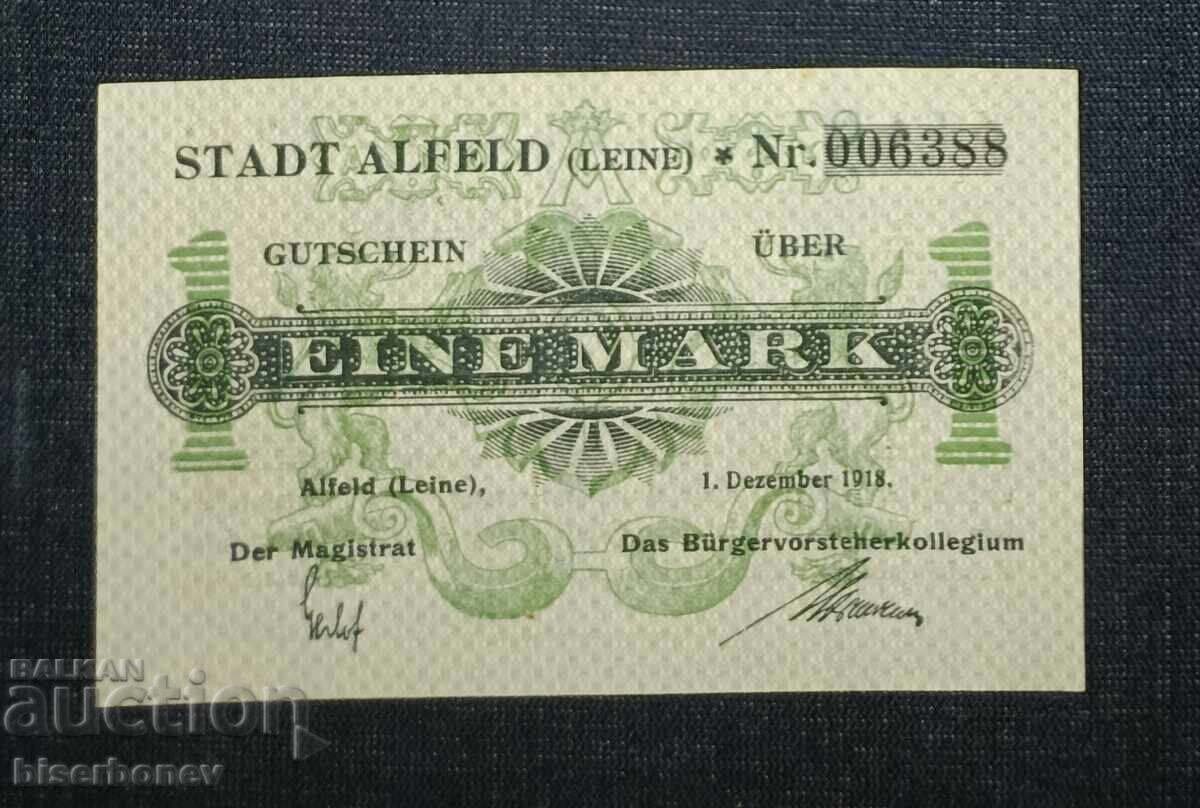 STADT ALFELD (LEINE) * Nr. 006388
GUTSCHEIN ÜBER
1 EINE MARK 1
Alfeld (Leine), 1. Dezember 1918.
Der Magistrat Das Bürgervorsteherkollegium
BALKAN
auction
biserbonev